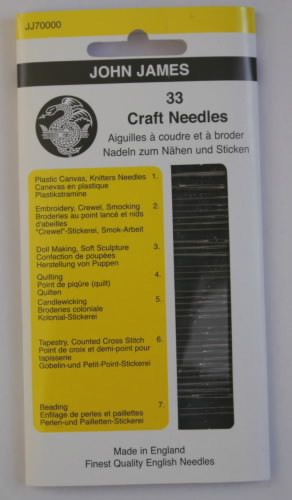 JJ70000
JOHN JAMES
33
Craft Needles
Aiguilles à coudre et à broder
Nadeln zum Nähen und Sticken
Plastic Canvas, Knitters Needles 1.
Canevas en plastique
Plastikstramine
Embroidery, Crewel, Smocking 2.
Broderies au point lancé et nids
d'abeilles
"Crewel"-Stickerei, Smok-Arbeit
Doll Making, Soft Sculpture 3.
Confection de poupées
Herstellung von Puppen
Quilting 4.
Point de piqûre (quilt)
Quilten
Candlewicking 5.
Broderies coloniale
Kolonial-Stickerei
Tapestry, Counted Cross Stitch 6.
Point de croix et demi-point pour
tapisserie
Gobelin-und Petit-Point-Stickerei
Beading 7.
Enfilage de perles et paillettes
Perlen-und Pailletten-Stickerei
Made in England
Finest Quality English Needles